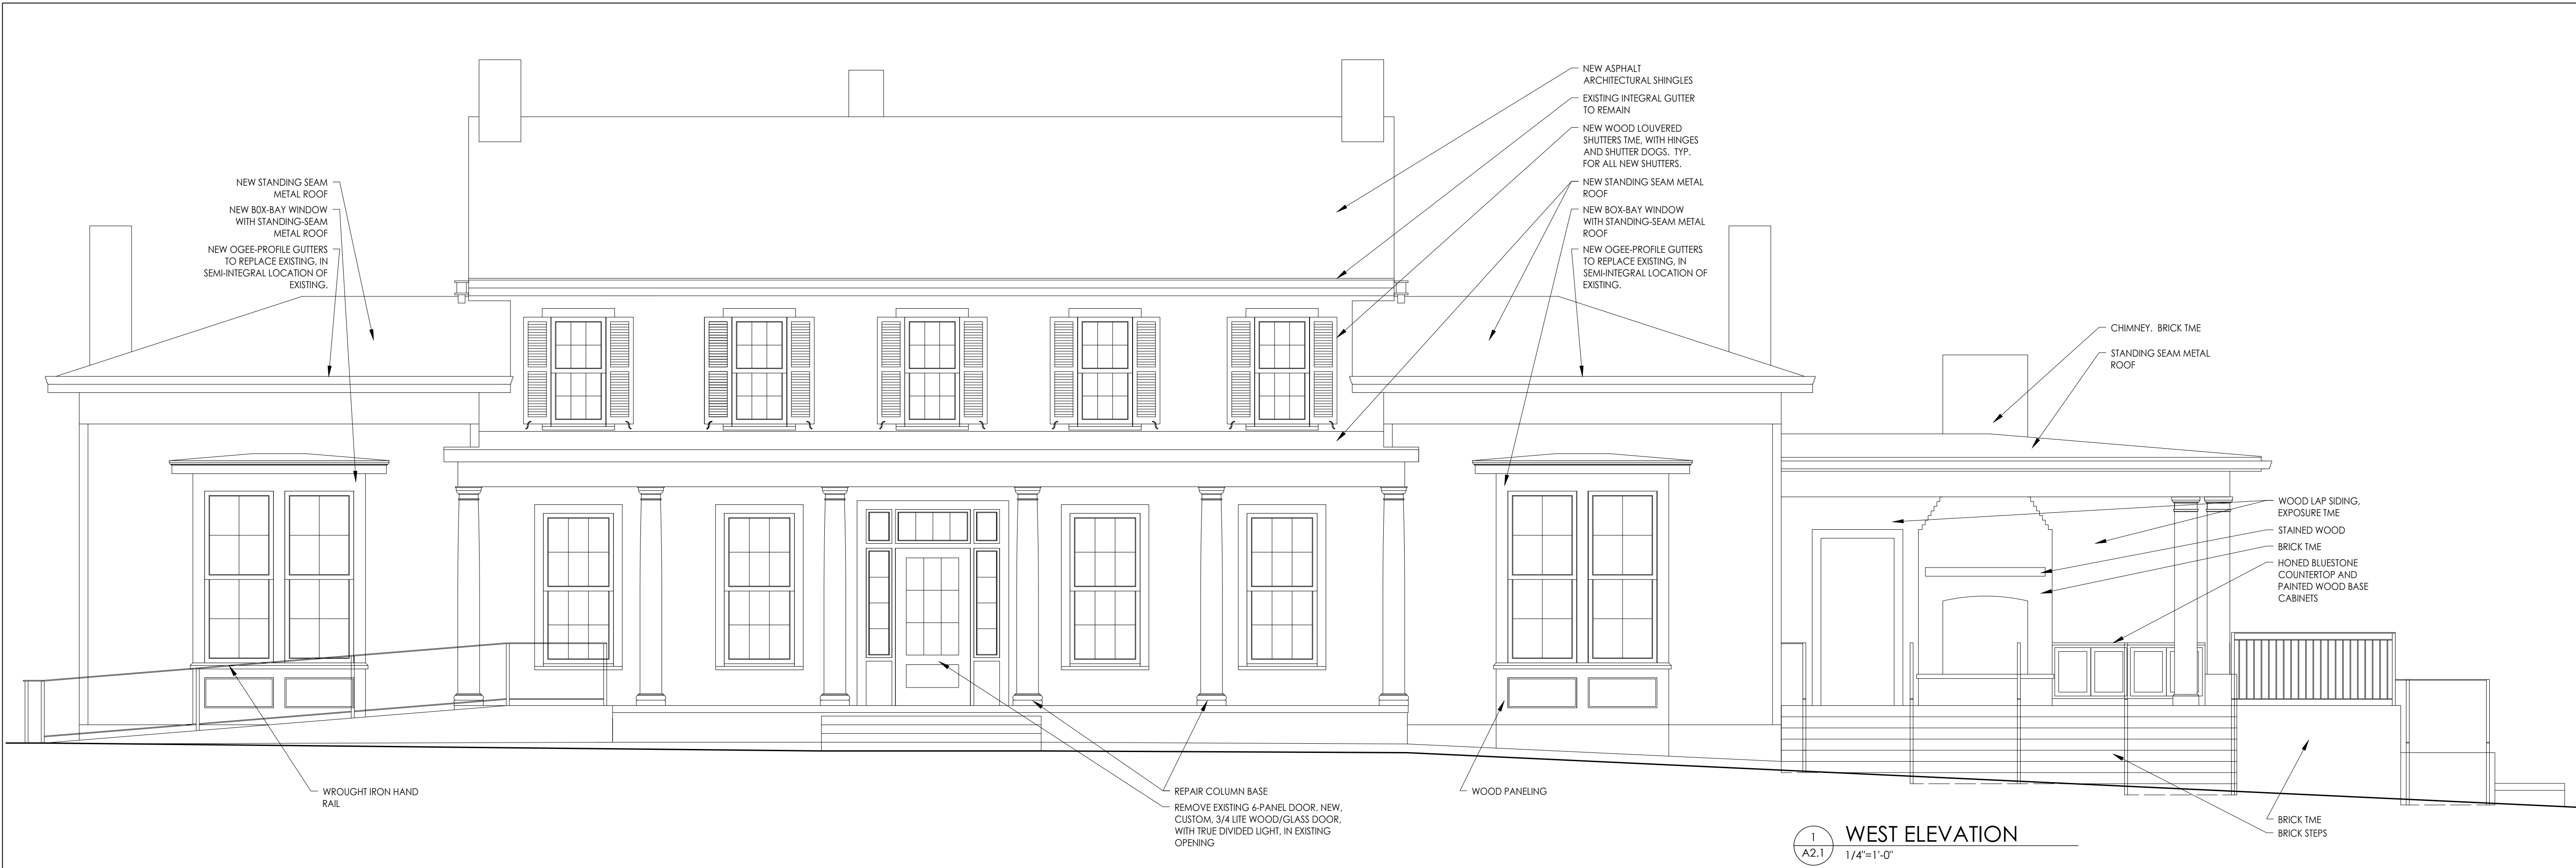 NEW STANDING SEAM
METAL ROOF
NEW BOX-BAY WINDOW
WITH STANDING-SEAM
METAL ROOF
NEW OGEE-PROFILE GUTTERS
TO REPLACE EXISTING, IN
SEMI-INTEGRAL LOCATION OF
EXISTING.
NEW ASPHALT
ARCHITECTURAL SHINGLES
EXISTING INTEGRAL GUTTER
TO REMAIN
NEW WOOD LOUVERED
SHUTTERS TME, WITH HINGES
AND SHUTTER DOGS. TYP.
FOR ALL NEW SHUTTERS.
NEW STANDING SEAM METAL
ROOF
NEW BOX-BAY WINDOW
WITH STANDING-SEAM METAL
ROOF
NEW OGEE-PROFILE GUTTERS
TO REPLACE EXISTING, IN
SEMI-INTEGRAL LOCATION OF
EXISTING.
CHIMNEY. BRICK TME
STANDING SEAM METAL
ROOF
WOOD LAP SIDING,
EXPOSURE TME
STAINED WOOD
BRICK TME
HONED BLUESTONE
COUNTERTOP AND
PAINTED WOOD BASE
CABINETS
WROUGHT IRON HAND
RAIL
REPAIR COLUMN BASE
REMOVE EXISTING 6-PANEL DOOR. NEW,
CUSTOM, 3/4 LITE WOOD/GLASS DOOR,
WITH TRUE DIVIDED LIGHT, IN EXISTING
OPENING
WOOD PANELING
BRICK TME
BRICK STEPS
1
A2.1
WEST ELEVATION
1/4"=1'-0"